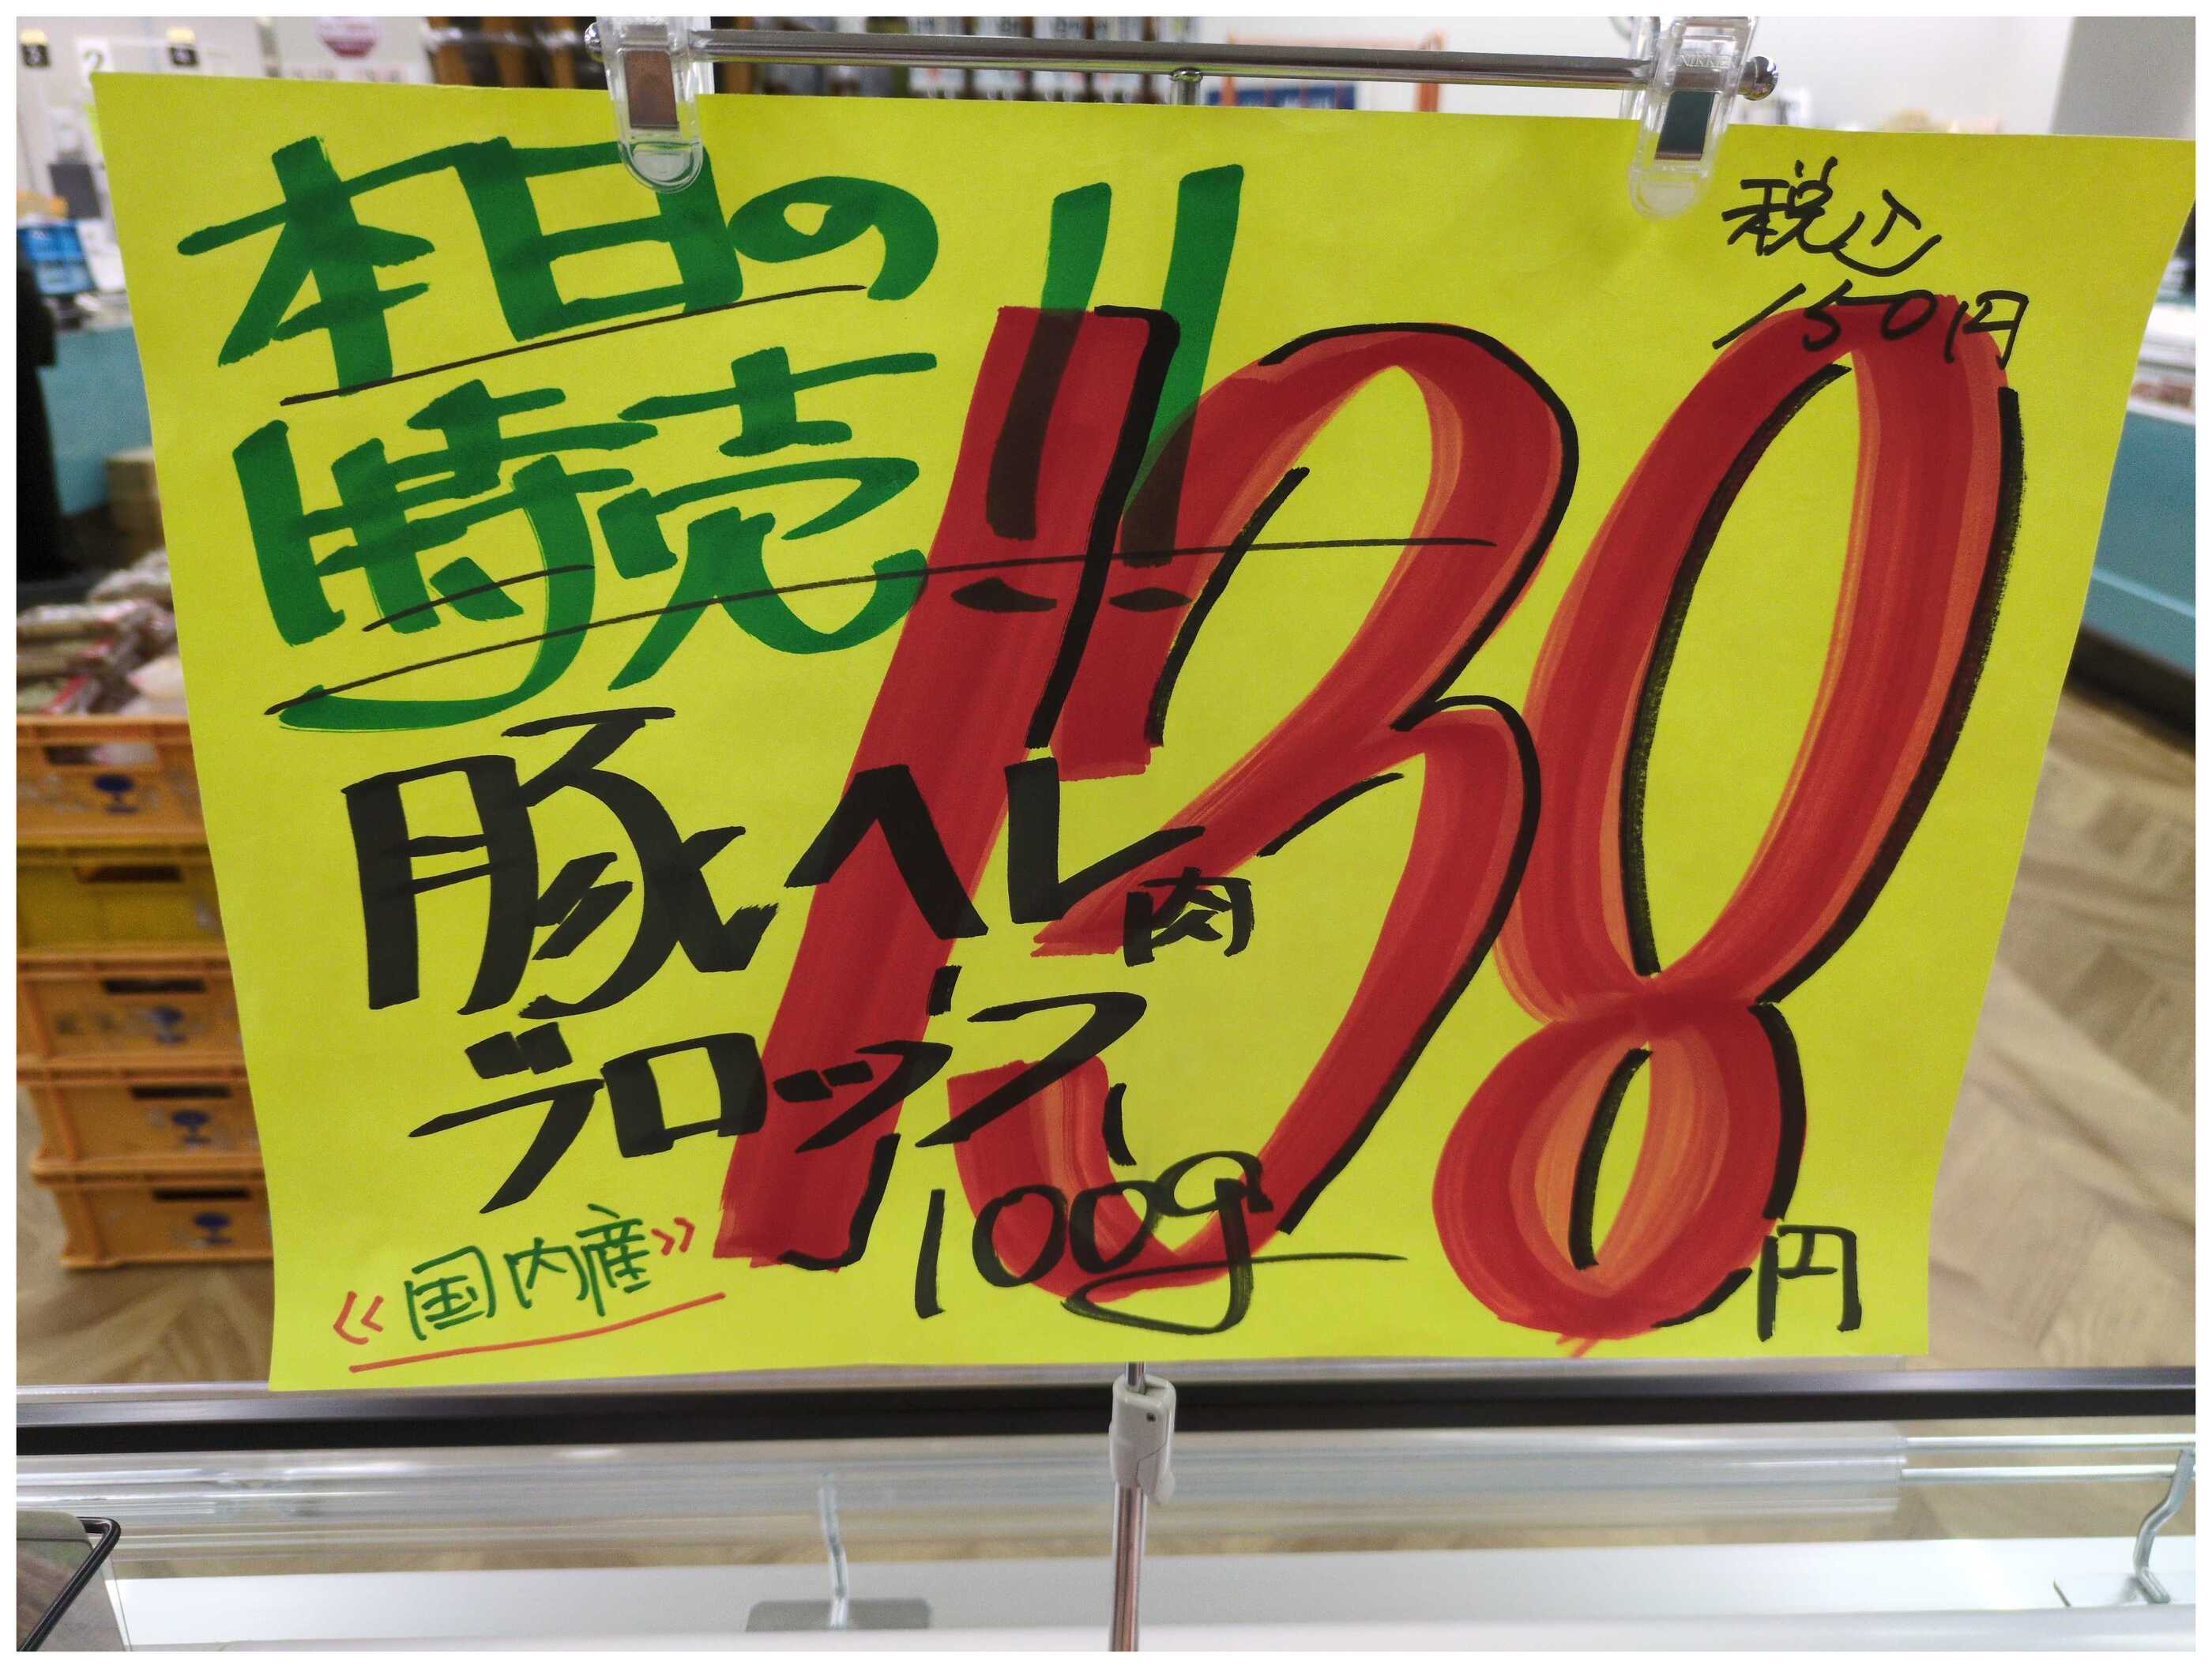 本日の
時売!!
豚ヘレ肉
ブロック
100g
138円
税込
150円
《国内産》